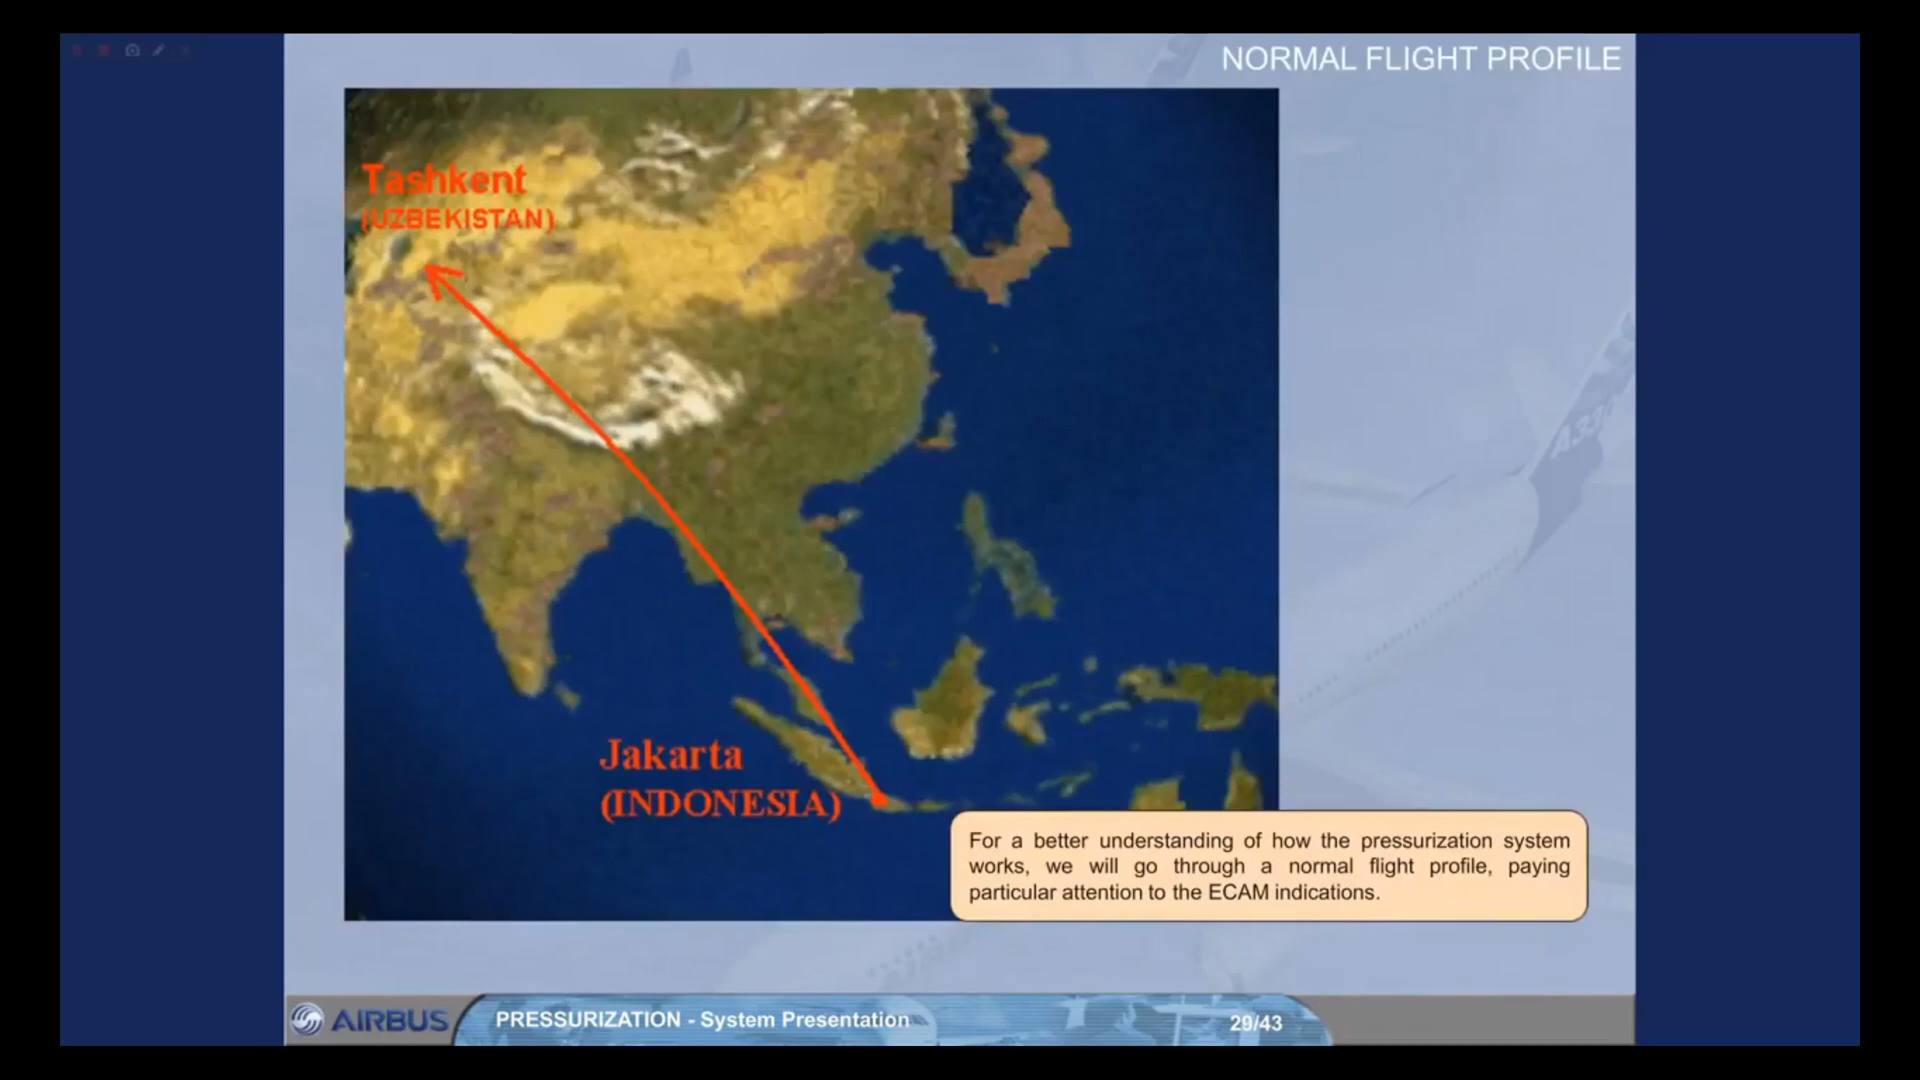 NORMAL FLIGHT PROFILE
Tashkent
(UZBEKISTAN)
Jakarta
(INDONESIA)
For a better understanding of how the pressurization system
works, we will go through a normal flight profile, paying
particular attention to the ECAM indications.
AIRBUS
PRESSURIZATION - System Presentation
29/43